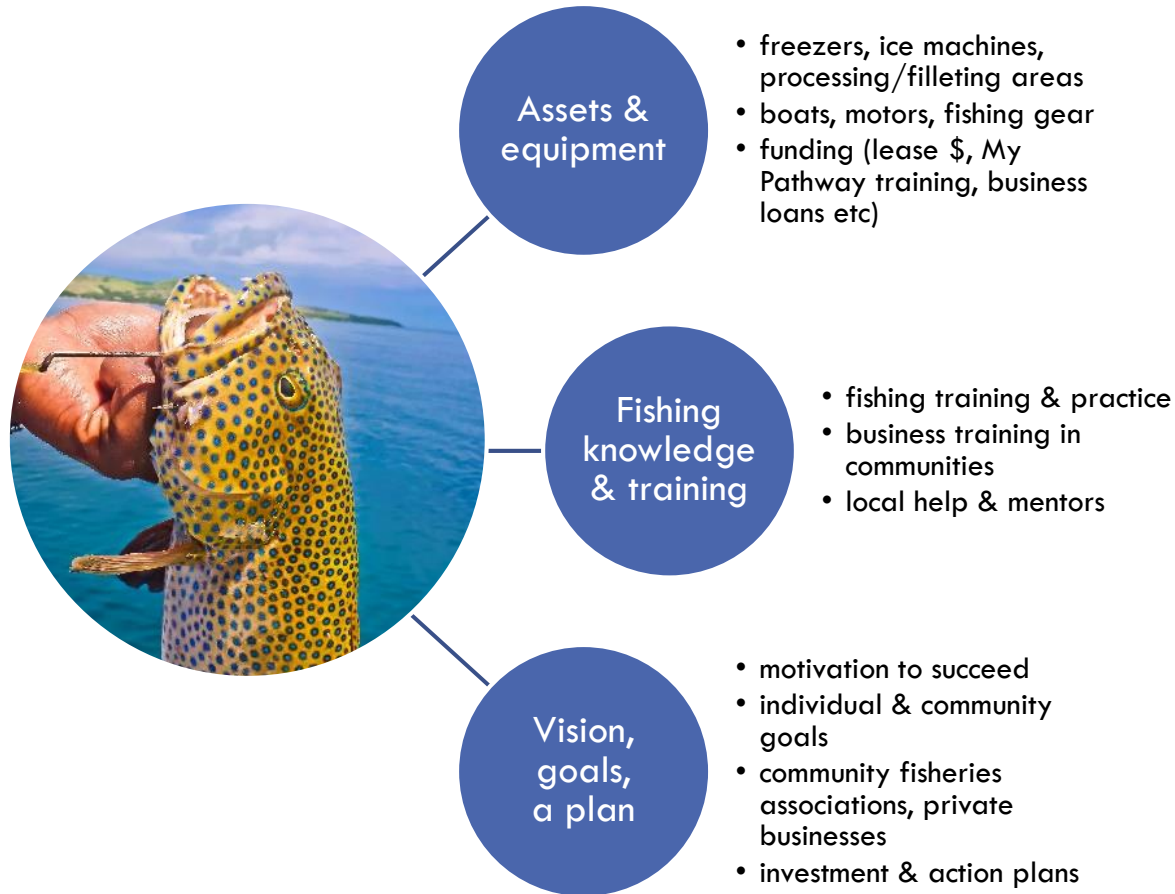 Assets &
equipment
• freezers, ice machines,
processing/filleting areas
• boats, motors, fishing gear
• funding (lease $, My
Pathway training, business
loans etc)
Fishing
knowledge
& training
• fishing training & practice
• business training in
communities
• local help & mentors
Vision,
goals,
a plan
• motivation to succeed
• individual & community
goals
• community fisheries
associations, private
businesses
• investment & action plans